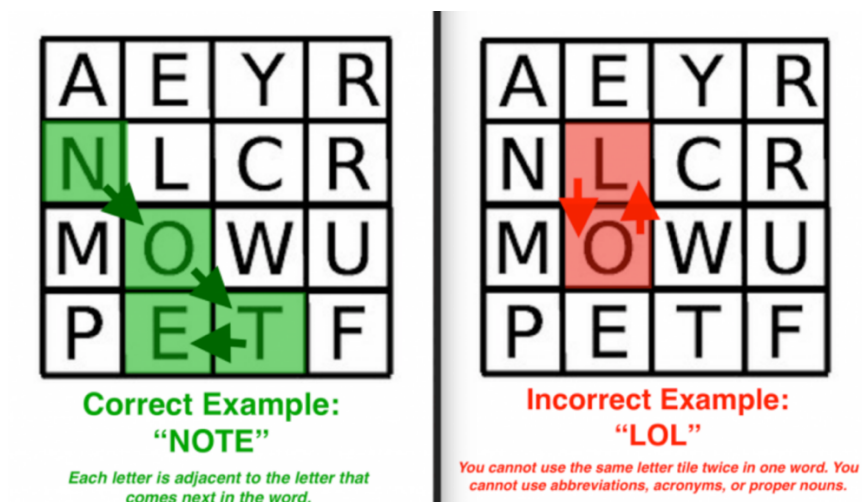 A E Y R
N L C R
M O W U
P E T F
Correct Example:
“NOTE”
Each letter is adjacent to the letter that
comes next in the word.
A E Y R
N L C R
M O W U
P E T F
Incorrect Example:
“LOL”
You cannot use the same letter tile twice in one word. You
cannot use abbreviations, acronyms, or proper nouns.